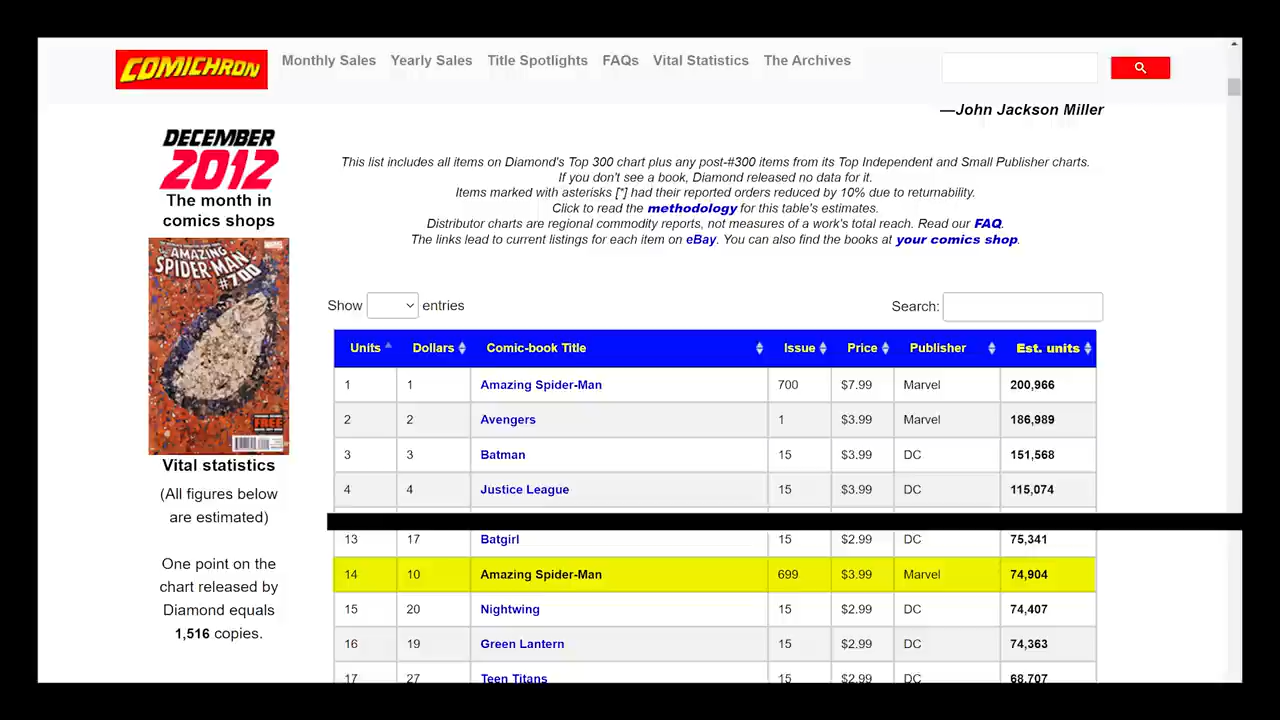 COMICHRON Monthly Sales Yearly Sales Title Spotlights FAQs Vital Statistics The Archives
—John Jackson Miller
DECEMBER
2012
The month in
comics shops
AMAZING
SPIDER-MAN
#700
FREE
Vital statistics
(All figures below
are estimated)
One point on the
chart released by
Diamond equals
1,516 copies.
This list includes all items on Diamond's Top 300 chart plus any post-#300 items from its Top Independent and Small Publisher charts.
If you don't see a book, Diamond released no data for it.
Items marked with asterisks [*] had their reported orders reduced by 10% due to returnability.
Click to read the methodology for this table's estimates.
Distributor charts are regional commodity reports, not measures of a work's total reach. Read our FAQ.
The links lead to current listings for each item on eBay. You can also find the books at your comics shop.
Show entries Search:
Units Dollars Comic-book Title Issue Price Publisher Est. units
1 1 Amazing Spider-Man 700 $7.99 Marvel 200,966
2 2 Avengers 1 $3.99 Marvel 186,989
3 3 Batman 15 $3.99 DC 151,568
4 4 Justice League 15 $3.99 DC 115,074
13 17 Batgirl 15 $2.99 DC 75,341
14 10 Amazing Spider-Man 699 $3.99 Marvel 74,904
15 20 Nightwing 15 $2.99 DC 74,407
16 19 Green Lantern 15 $2.99 DC 74,363
17 27 Teen Titans 15 $2.99 DC 68,707